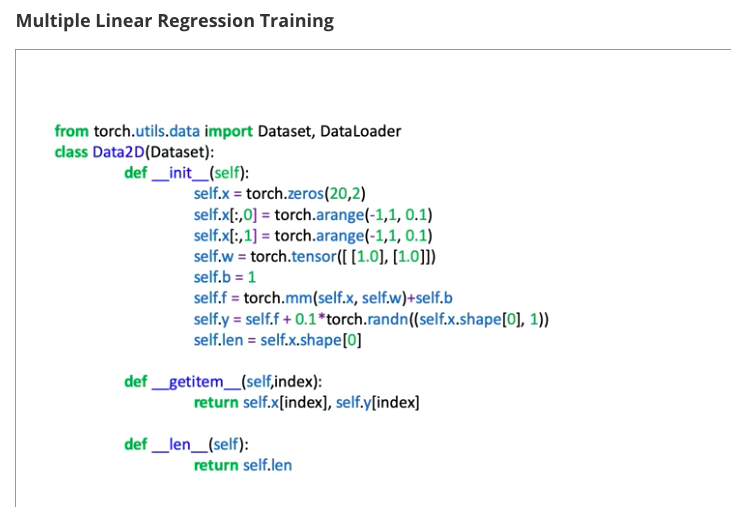 Multiple Linear Regression Training
from torch.utils.data import Dataset, DataLoader
class Data2D(Dataset):
def __init__(self):
self.x = torch.zeros(20,2)
self.x[:,0] = torch.arange(-1,1, 0.1)
self.x[:,1] = torch.arange(-1,1, 0.1)
self.w = torch.tensor([ [1.0], [1.0]])
self.b = 1
self.f = torch.mm(self.x, self.w)+self.b
self.y = self.f + 0.1*torch.randn((self.x.shape[0], 1))
self.len = self.x.shape[0]
def __getitem__(self,index):
return self.x[index], self.y[index]
def __len__(self):
return self.len